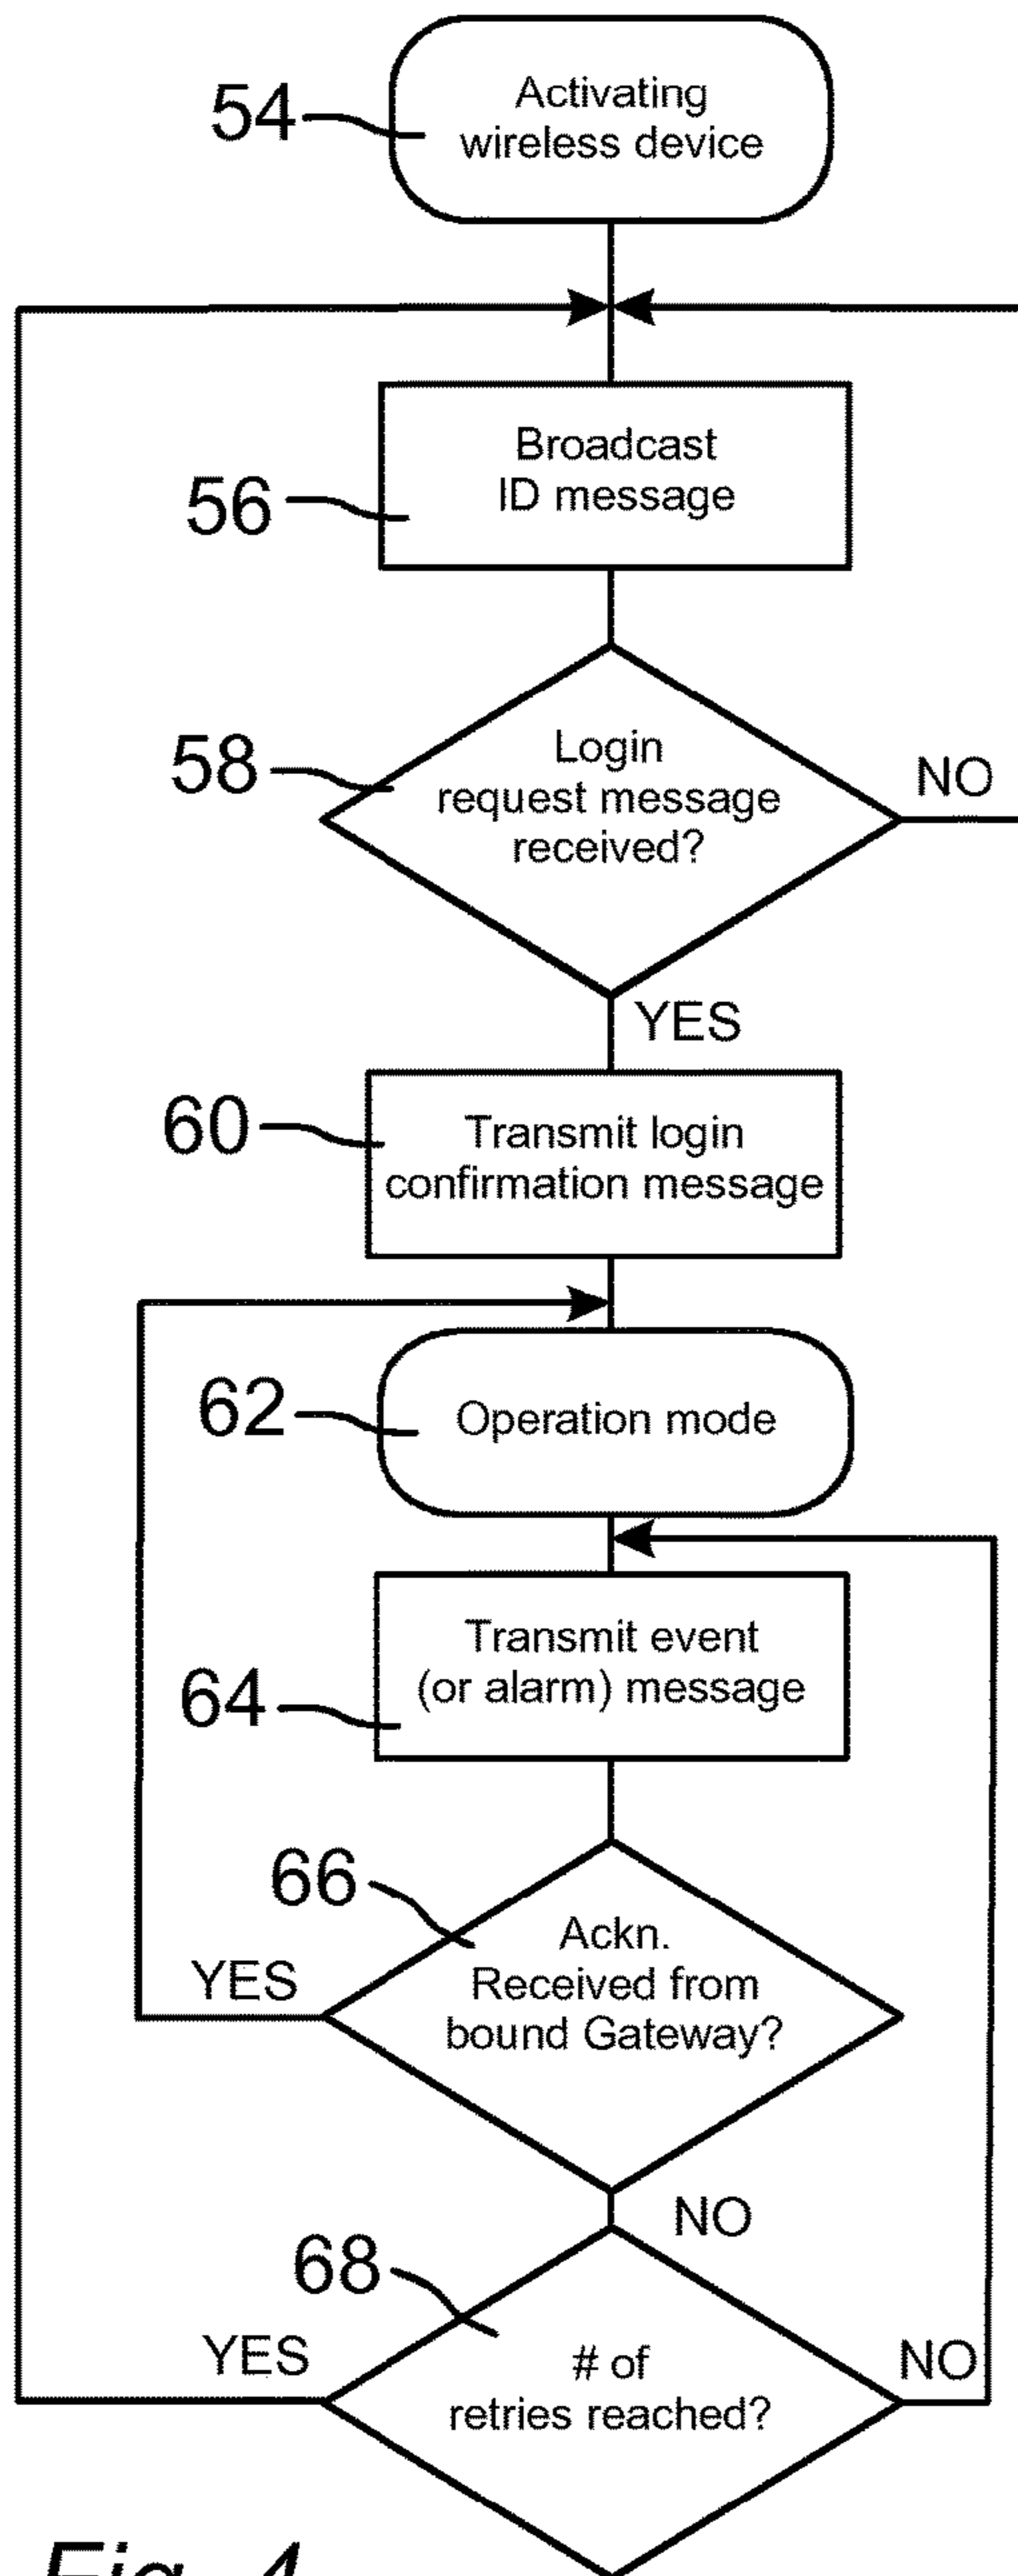 54
Activating
wireless device
56
Broadcast
ID message
58
Login
request message
received?
NO
YES
60
Transmit login
confirmation message
62
Operation mode
64
Transmit event
(or alarm) message
66
Ackn.
Received from
bound Gateway?
YES
NO
68
# of
retries reached?
YES
NO
Fig. 4